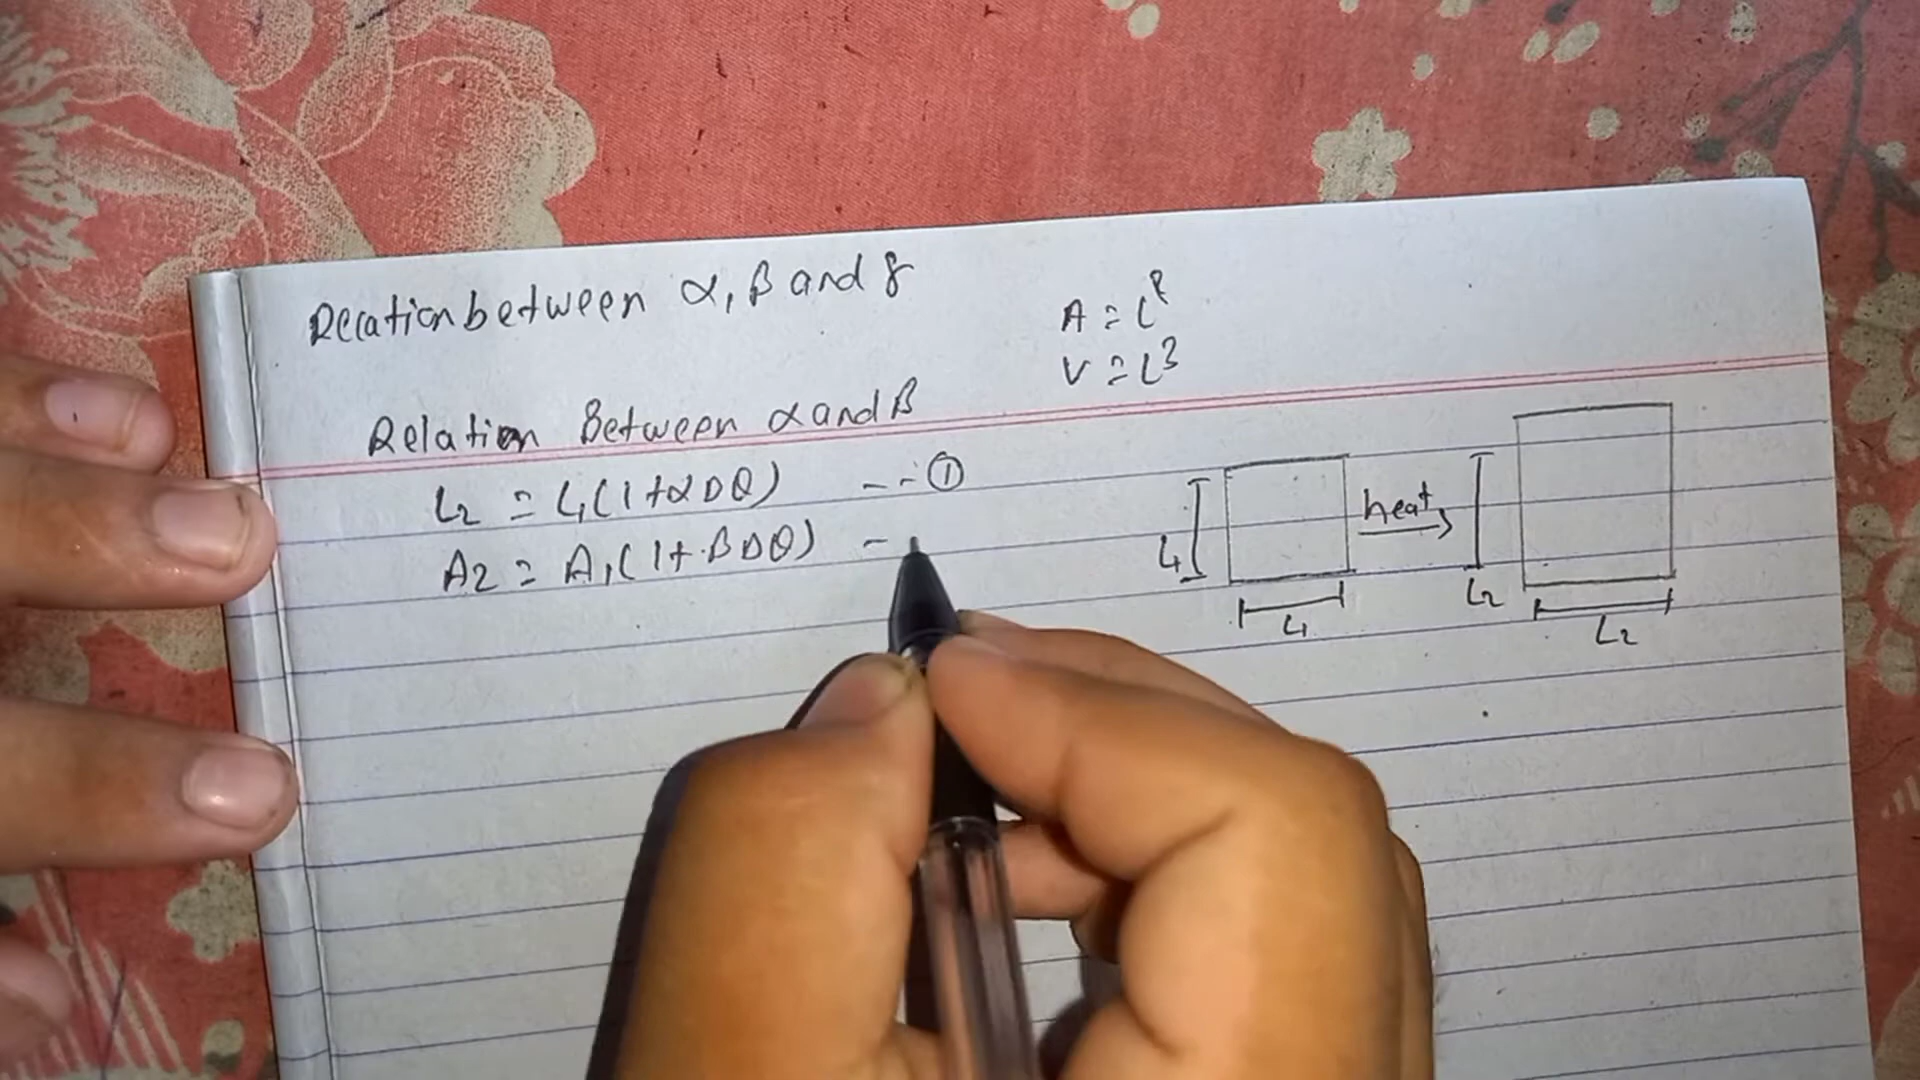 Relation between α, β and γ
A = L²
V = L³
Relation Between α and β
L₂ = L₁(1+αΔθ) --①
A₂ = A₁(1+βΔθ) -
L₁
L₁
heat
L₂
L₂